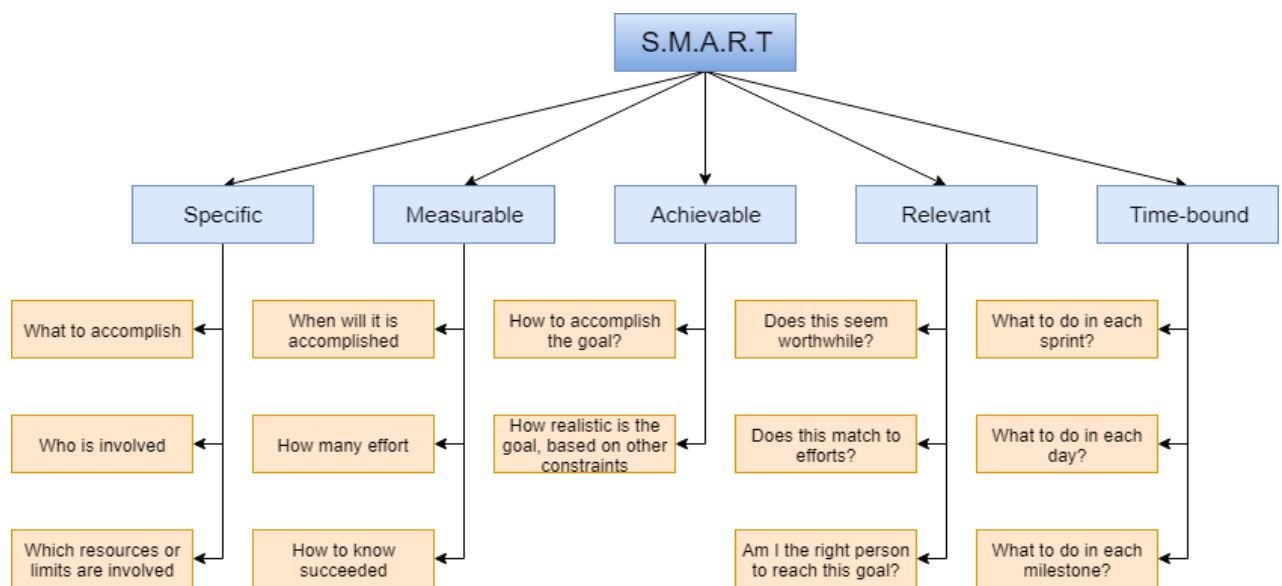 S.M.A.R.T
Specific
Measurable
Achievable
Relevant
Time-bound
What to accomplish
When will it is
accomplished
How to accomplish
the goal?
Does this seem
worthwhile?
What to do in each
sprint?
Who is involved
How many effort
How realistic is the
goal, based on other
constraints
Does this match to
efforts?
What to do in each
day?
Which resources or
limits are involved
How to know
succeeded
Am I the right person
to reach this goal?
What to do in each
milestone?